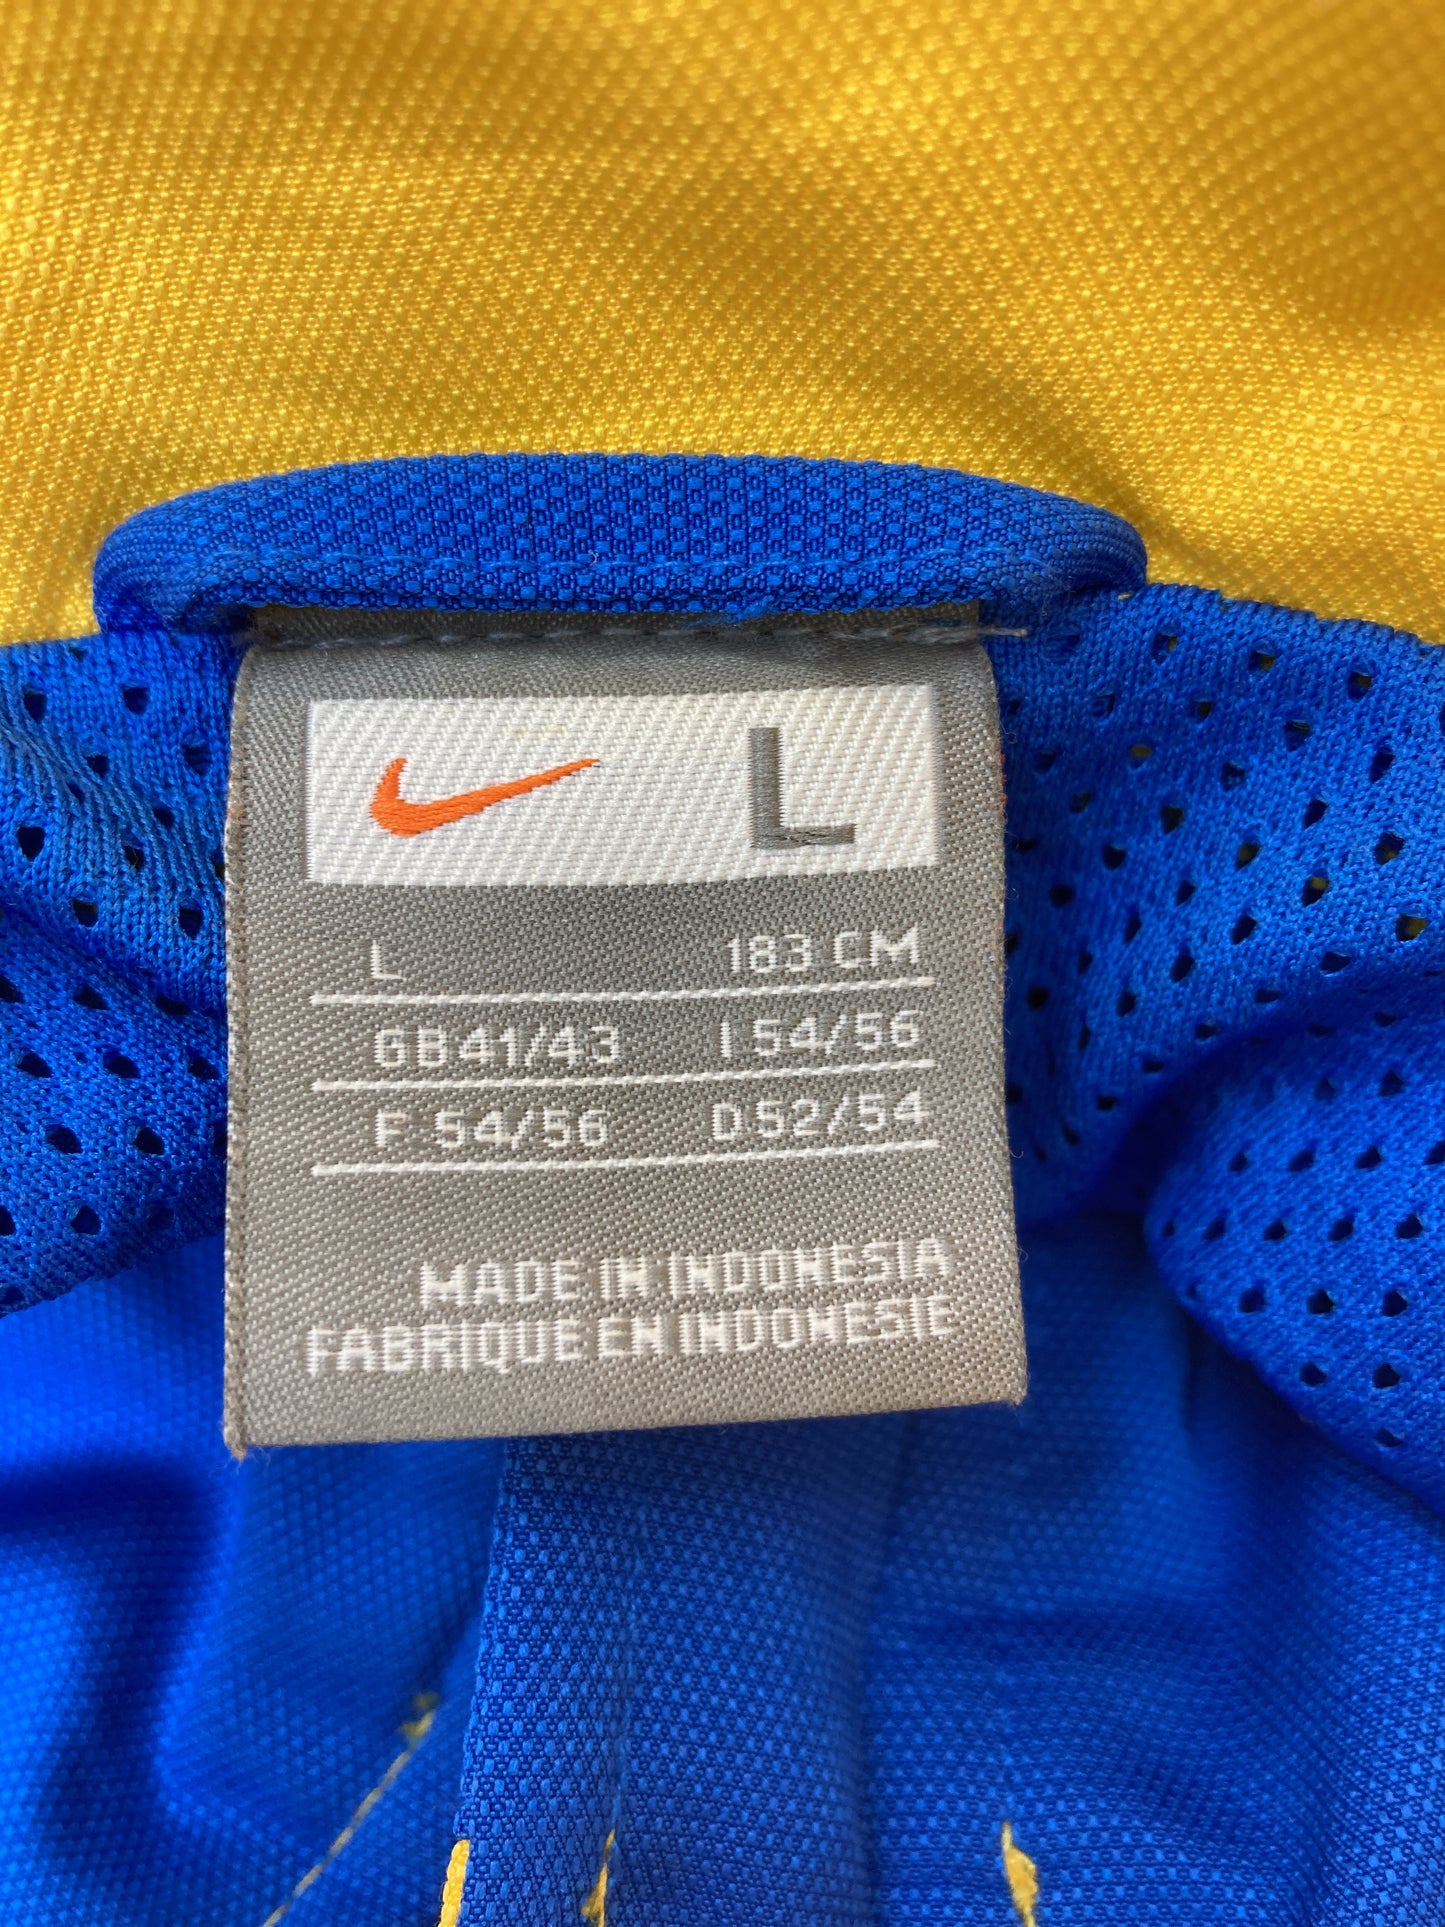 L
L 183 CM
GB 41/43 I 54/56
F 54/56 D 52/54
MADE IN INDONESIA
FABRIQUE EN INDONESIE